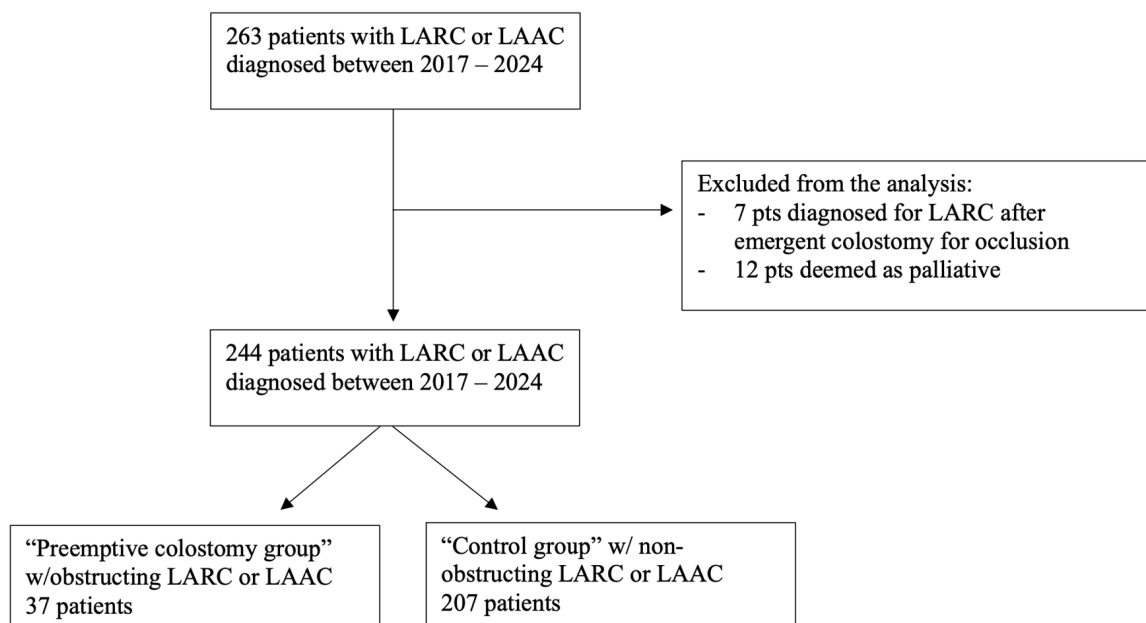 263 patients with LARC or LAAC
diagnosed between 2017 – 2024
Excluded from the analysis:
- 7 pts diagnosed for LARC after
emergent colostomy for occlusion
- 12 pts deemed as palliative
244 patients with LARC or LAAC
diagnosed between 2017 – 2024
“Preemptive colostomy group”
w/obstructing LARC or LAAC
37 patients
“Control group” w/ non-
obstructing LARC or LAAC
207 patients